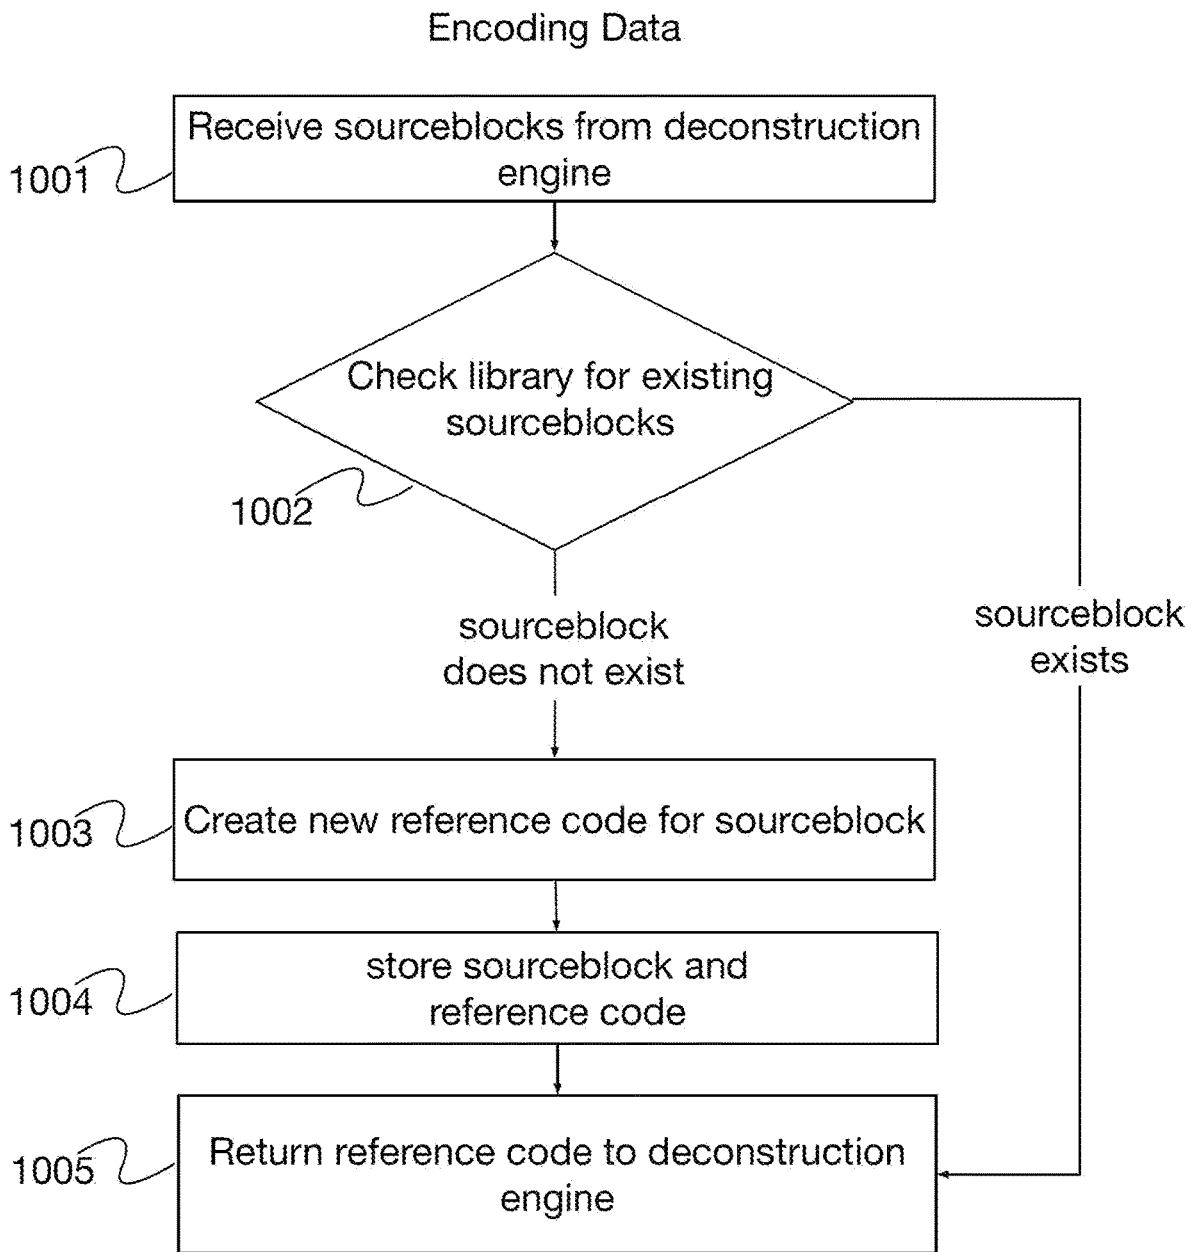 Encoding Data
Receive sourceblocks from deconstruction
engine
1001
Check library for existing
sourceblocks
1002
sourceblock
does not exist
sourceblock
exists
Create new reference code for sourceblock
1003
store sourceblock and
reference code
1004
Return reference code to deconstruction
engine
1005